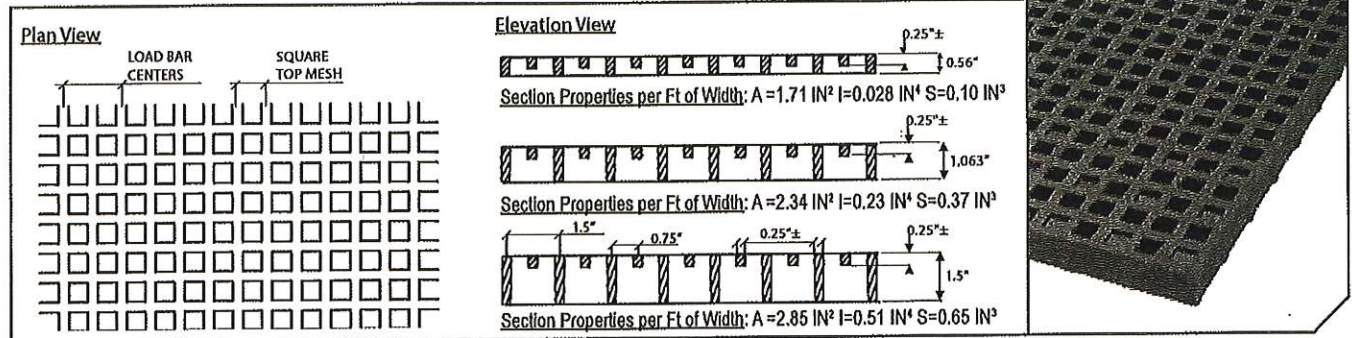 Plan View
LOAD BAR
CENTERS
SQUARE
TOP MESH
Elevation View
0.25"±
0.56"
Section Properties per Ft of Width: A =1.71 IN² I=0.028 IN⁴ S=0.10 IN³
0.25"±
1.063"
Section Properties per Ft of Width: A =2.34 IN² I=0.23 IN⁴ S=0.37 IN³
1.5"
0.75"
0.25"±
0.25"±
1.5"
Section Properties per Ft of Width: A =2.85 IN² I=0.51 IN⁴ S=0.65 IN³